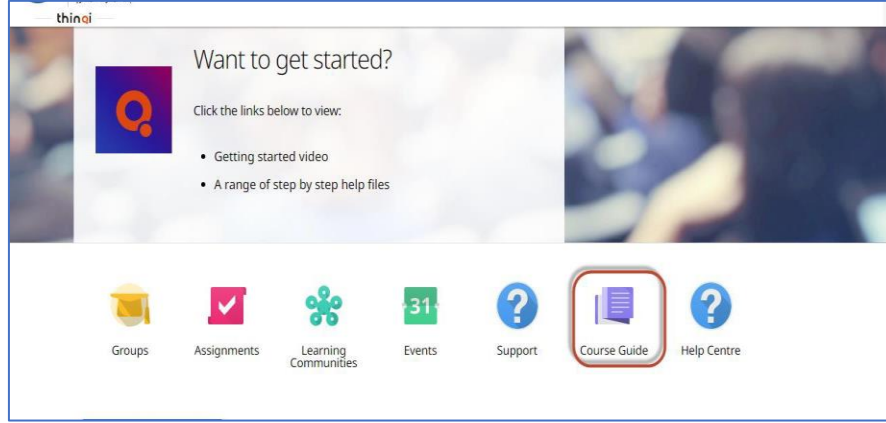 thinqi
Want to get started?
Click the links below to view:
• Getting started video
• A range of step by step help files
31
Groups
Assignments
Learning
Communities
Events
Support
Course Guide
Help Centre